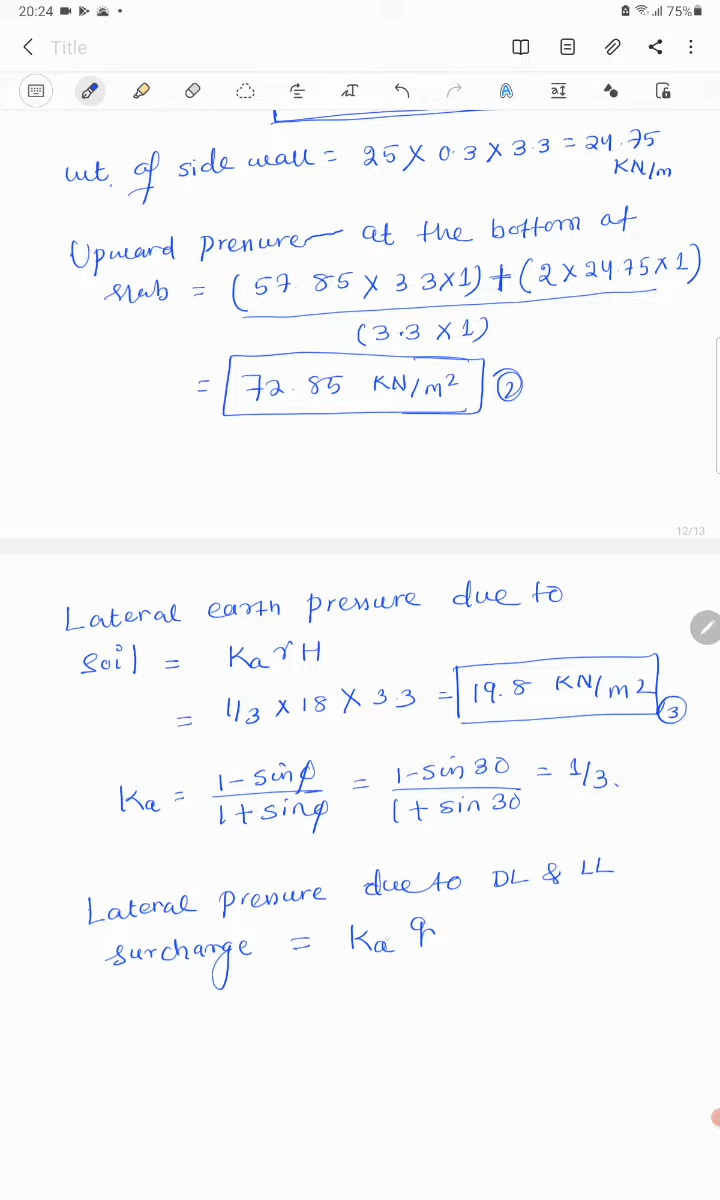 20:24
75%
Title
wt. of side wall = 25 X 0.3 X 3.3 = 24.75
KN/m
Upward pressure at the bottom of
slab = (57.85 X 3.3X1) + (2 X 24.75X1)
(3.3 X 1)
= 72.85 KN/m2 2
12/13
Lateral earth pressure due to
soil = Ka γ H
= 1/3 X 18 X 3.3 = 19.8 KN/m2
3
Ka = 1-sinφ = 1-sin 30 = 1/3.
1+sinφ 1+ sin 30
Lateral pressure due to DL & LL
surcharge = Ka q